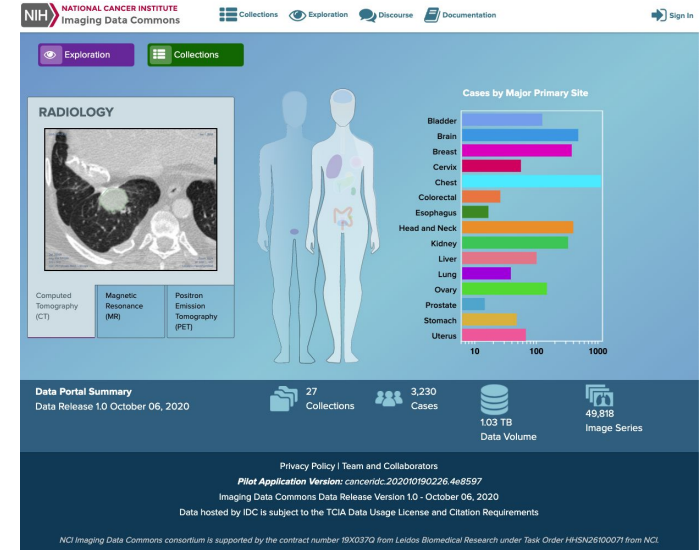 NIH NATIONAL CANCER INSTITUTE
Imaging Data Commons
Collections Exploration Discourse Documentation Sign In
Exploration Collections
RADIOLOGY
Computed
Tomography
(CT)
Magnetic
Resonance
(MR)
Positron
Emission
Tomography
(PET)
Cases by Major Primary Site
Bladder
Brain
Breast
Cervix
Chest
Colorectal
Esophagus
Head and Neck
Kidney
Liver
Lung
Ovary
Prostate
Stomach
Uterus
10 100 1000
Data Portal Summary
Data Release 1.0 October 06, 2020
27
Collections
3,230
Cases
1.03 TB
Data Volume
49,818
Image Series
Privacy Policy | Team and Collaborators
Pilot Application Version: canceridc.202010190226.4e8597
Imaging Data Commons Data Release Version 1.0 - October 06, 2020
Data hosted by IDC is subject to the TCIA Data Usage License and Citation Requirements
NCI Imaging Data Commons consortium is supported by the contract number 19X037Q from Leidos Biomedical Research under Task Order HHSN26100071 from NCI.